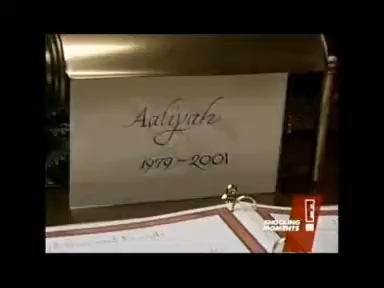 Aaliyah
1979 - 2001
E!
SHOCKING
MOMENTS